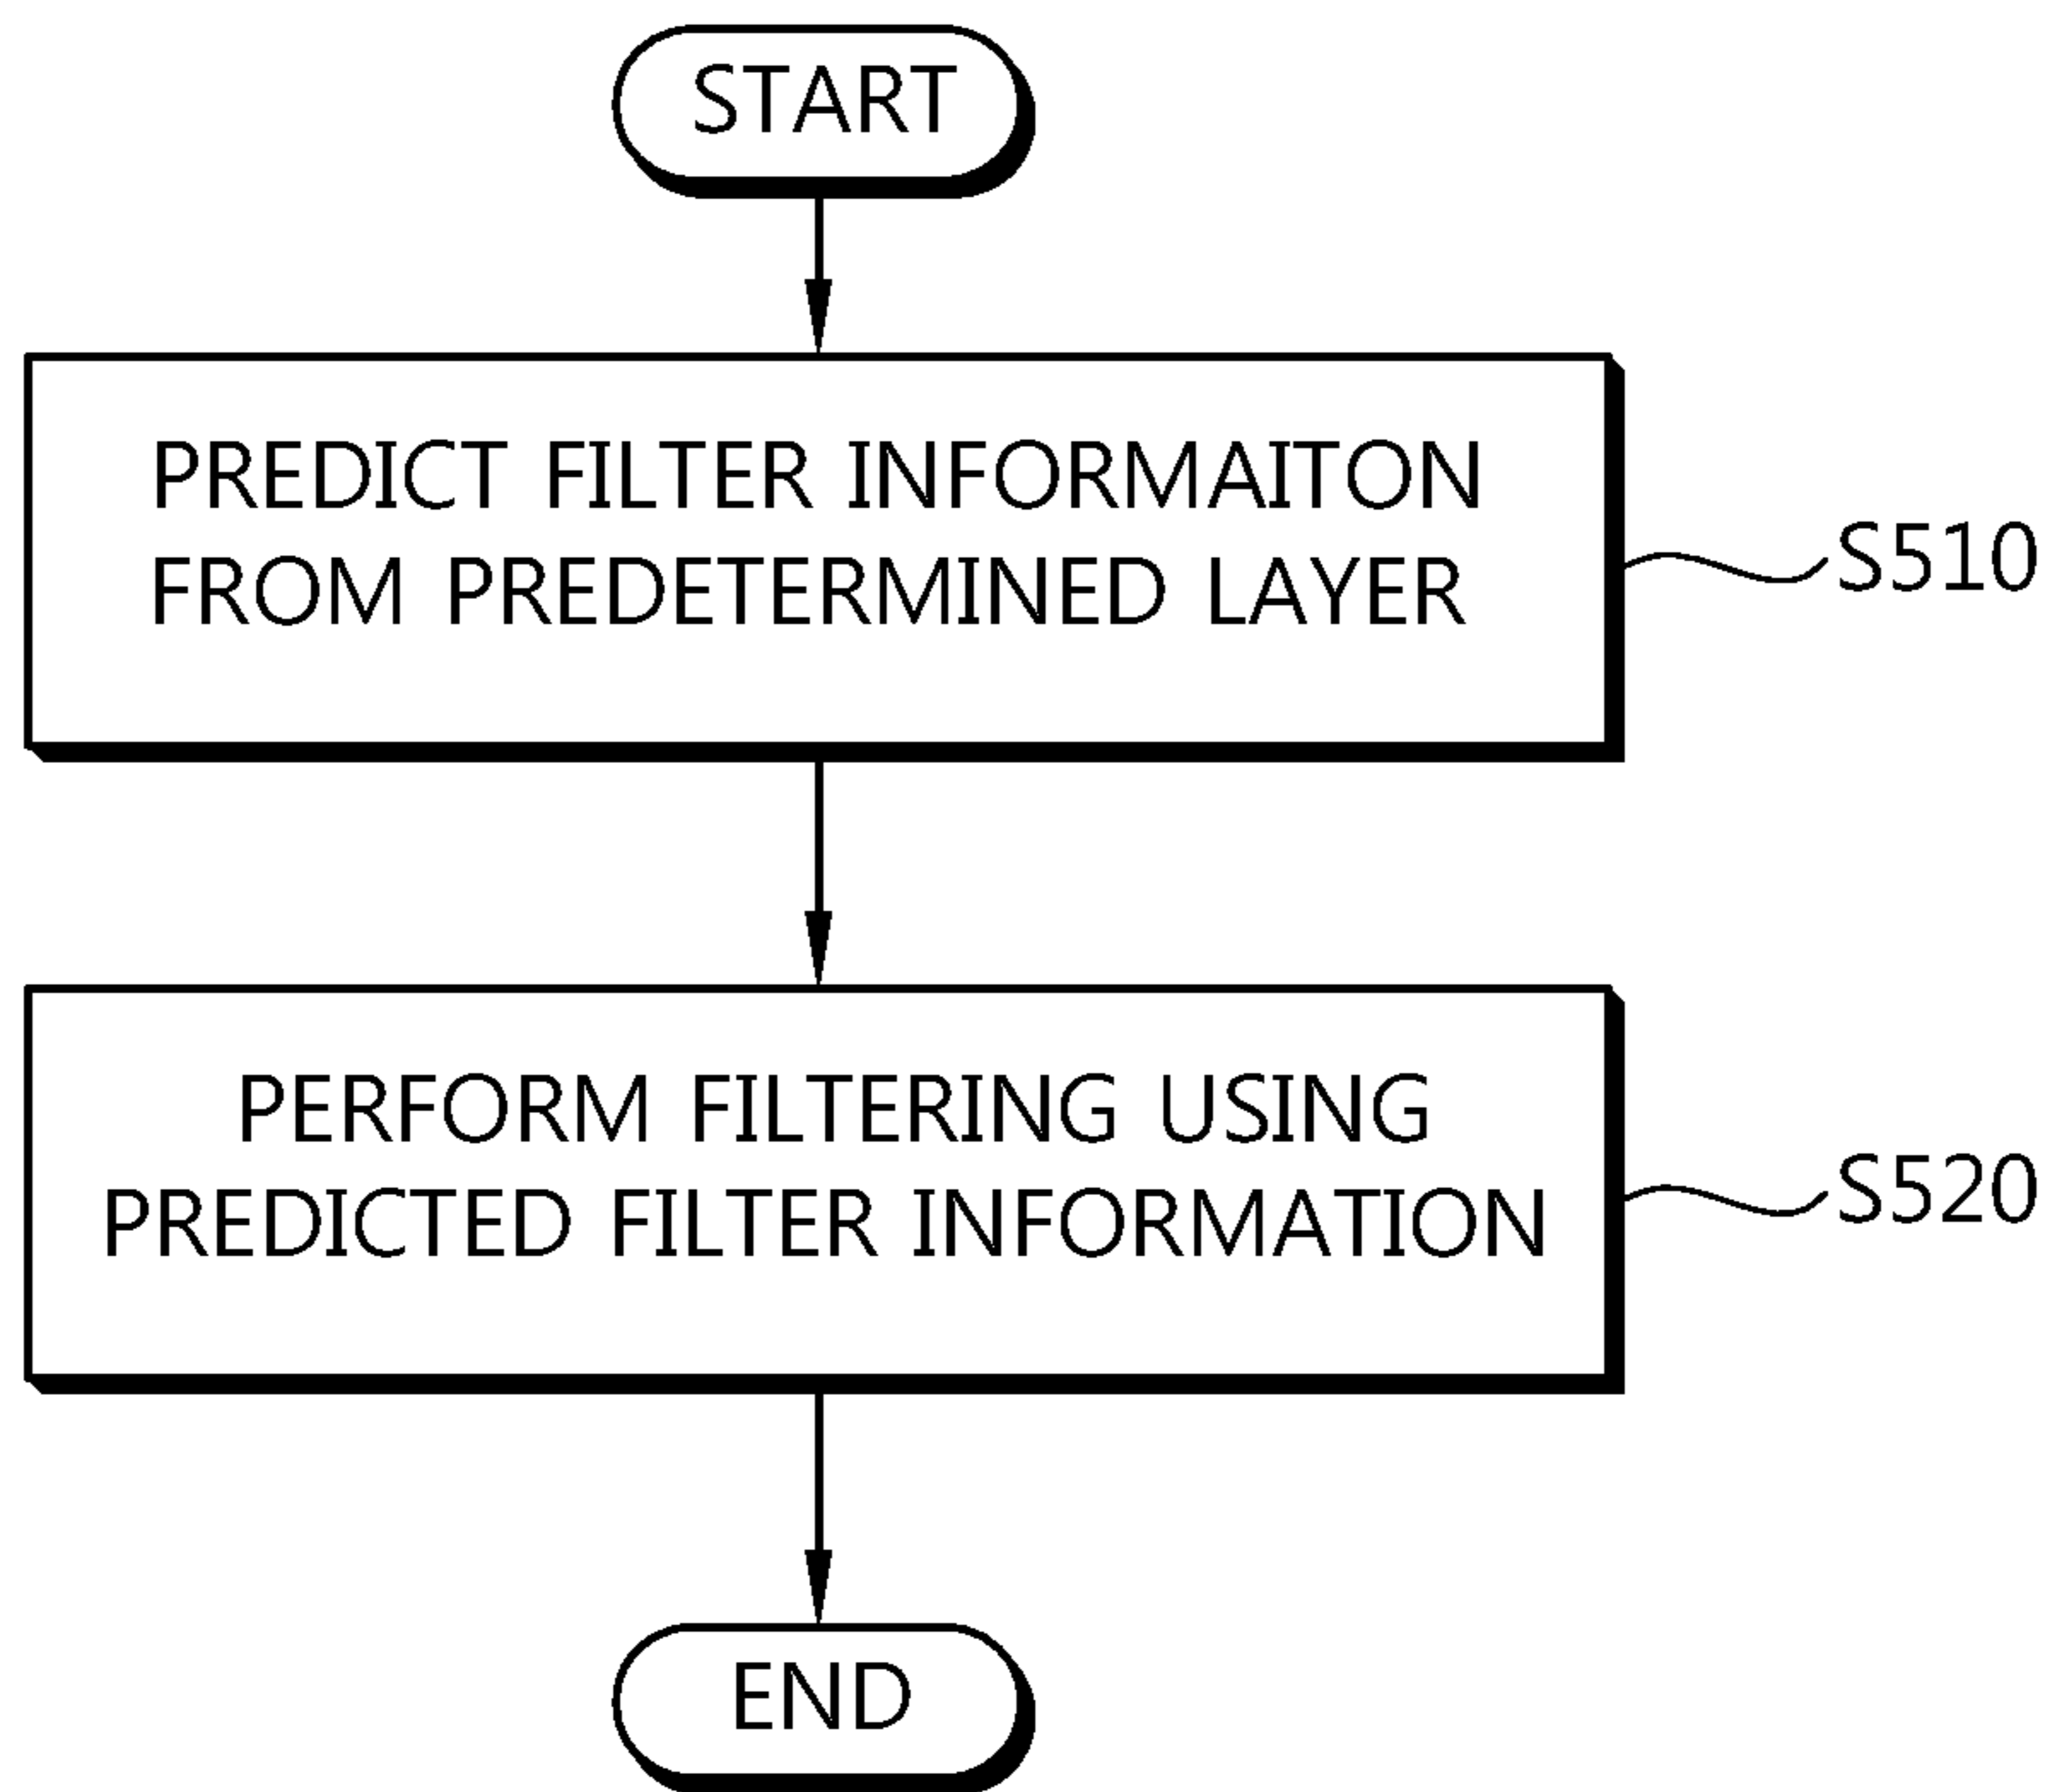 START
PREDICT FILTER INFORMAITON
FROM PREDETERMINED LAYER
S510
PERFORM FILTERING USING
PREDICTED FILTER INFORMATION
S520
END